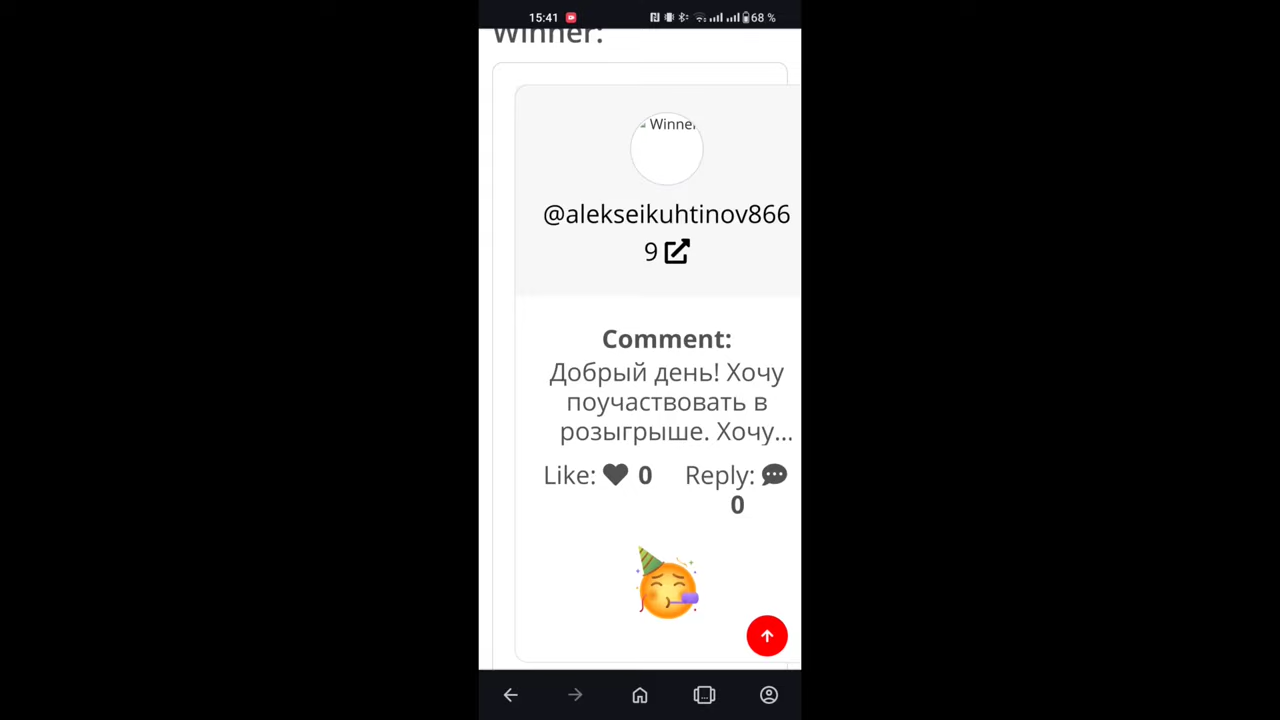 15:41 68 %
Winner:
Winner
@alekseikuhtinov866
9
Comment:
Добрый день! Хочу
поучаствовать в
розыгрыше. Хочу...
Like: 0 Reply:
0